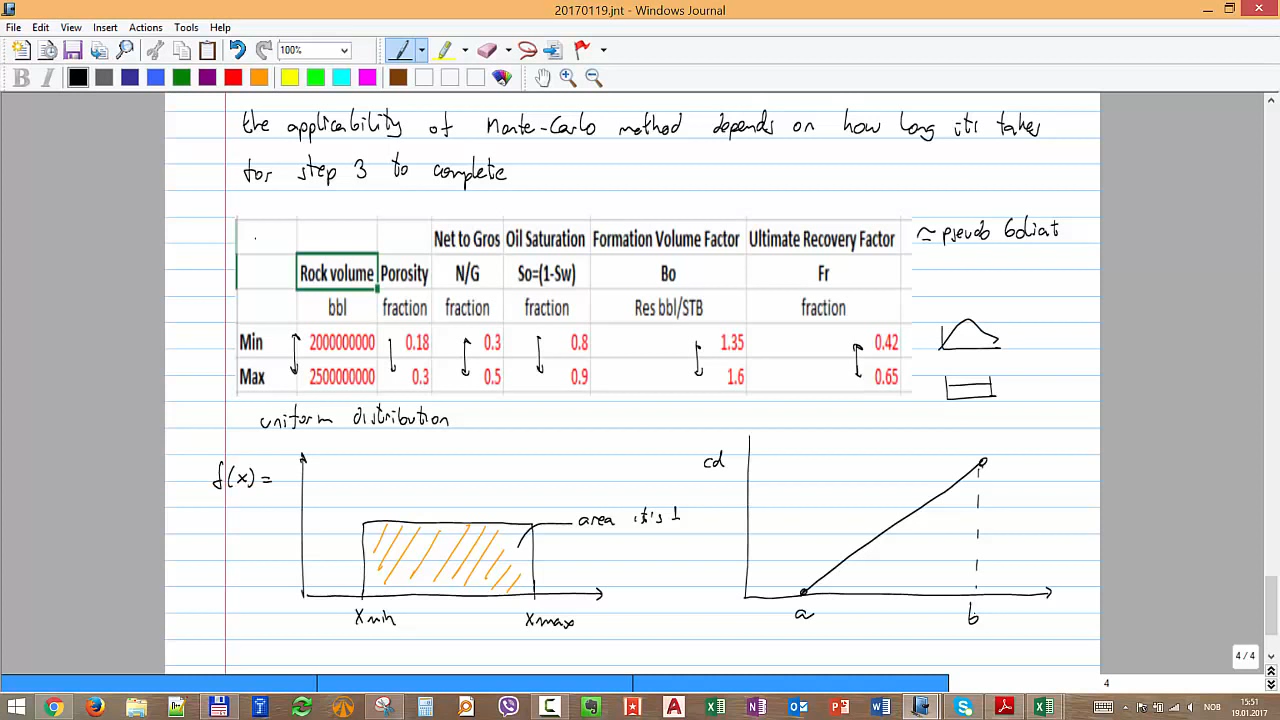 20170119.jnt - Windows Journal
File Edit View Insert Actions Tools Help
100%
B I
the applicability of Monte-Carlo method depends on how long its takes
for step 3 to complete
Net to Gros Oil Saturation Formation Volume Factor Ultimate Recovery Factor ≈ pseudo Goliat
Rock volume Porosity N/G So=(1-Sw) Bo Fr
bbl fraction fraction fraction Res bbl/STB fraction
Min 2000000000 0.18 0.3 0.8 1.35 0.42
Max 2500000000 0.3 0.5 0.9 1.6 0.65
uniform distribution
f(x)=
cd
area it's 1
Xmin Xmax
a b
4 / 4
4
NOB 15:51
19.01.2017